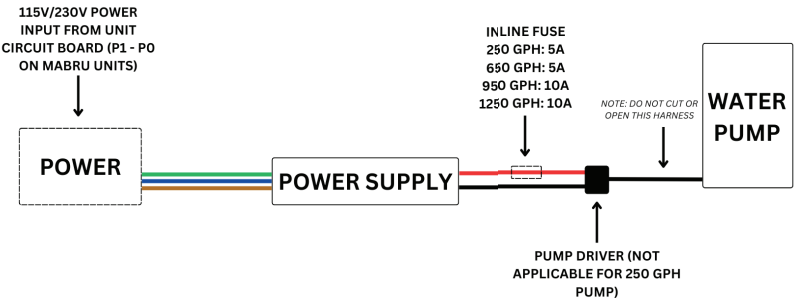 115V/230V POWER
INPUT FROM UNIT
CIRCUIT BOARD (P1 - P0
ON MABRU UNITS)
POWER
POWER SUPPLY
INLINE FUSE
250 GPH: 5A
650 GPH: 5A
950 GPH: 10A
1250 GPH: 10A
NOTE: DO NOT CUT OR
OPEN THIS HARNESS
WATER
PUMP
PUMP DRIVER (NOT
APPLICABLE FOR 250 GPH
PUMP)